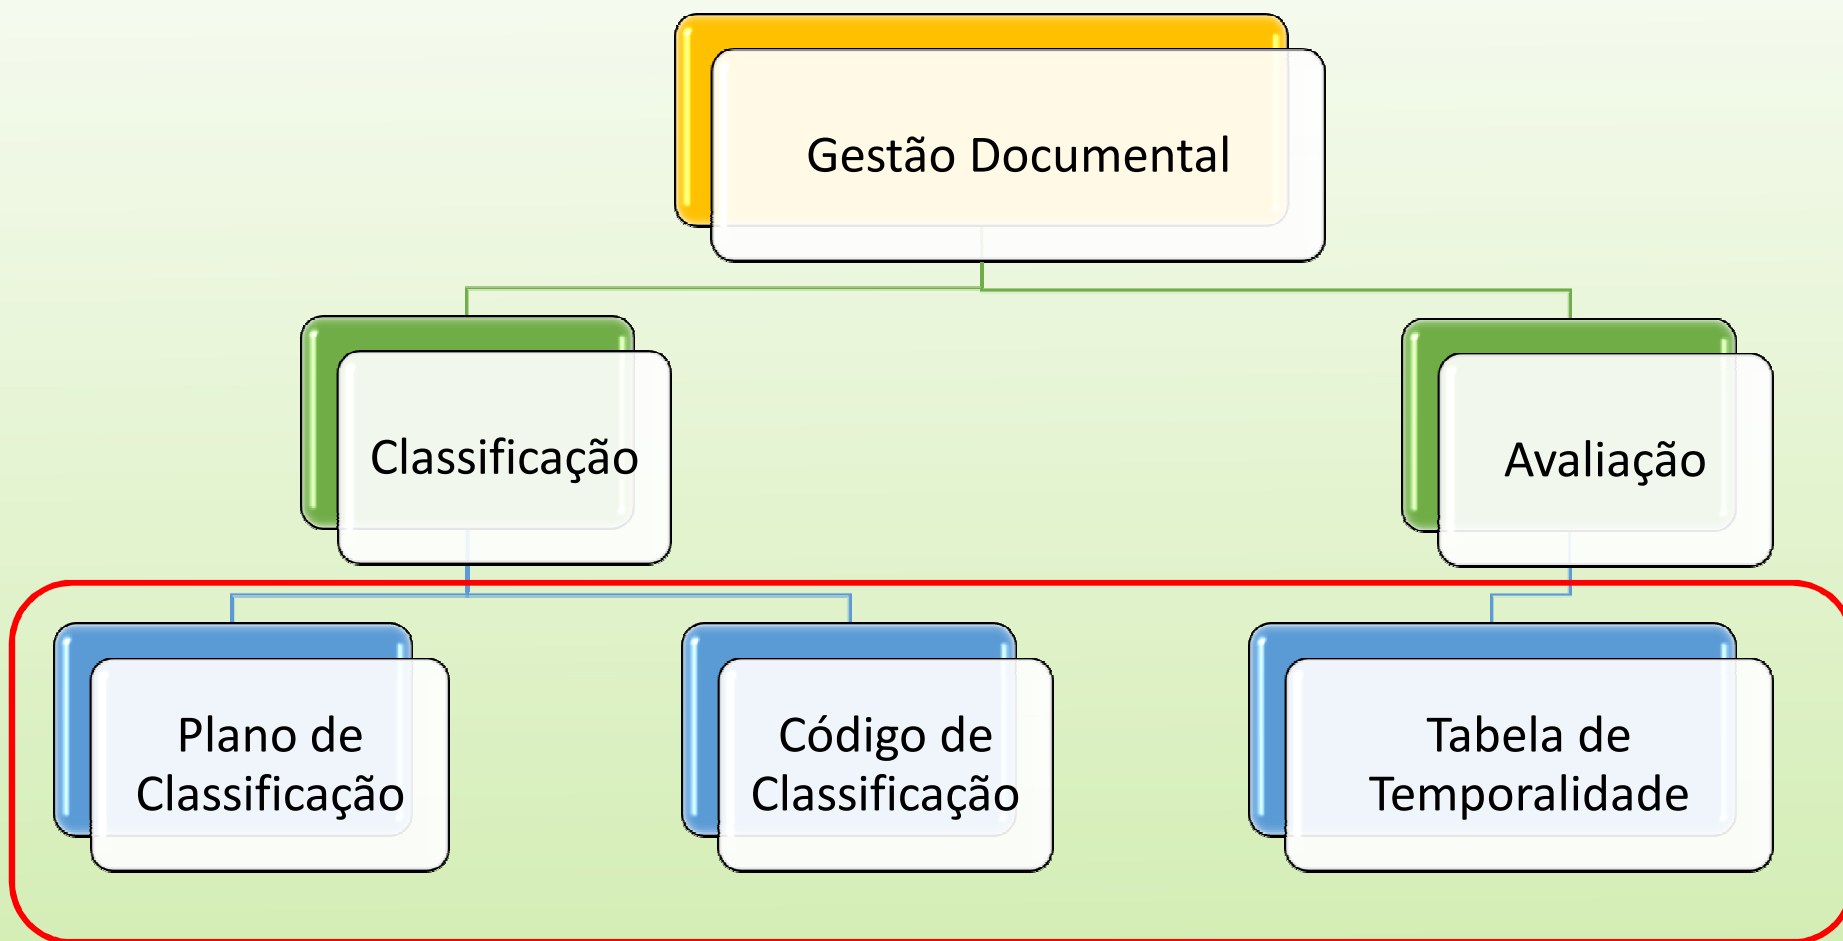 Gestão Documental
Classificação
Avaliação
Plano de
Classificação
Código de
Classificação
Tabela de
Temporalidade